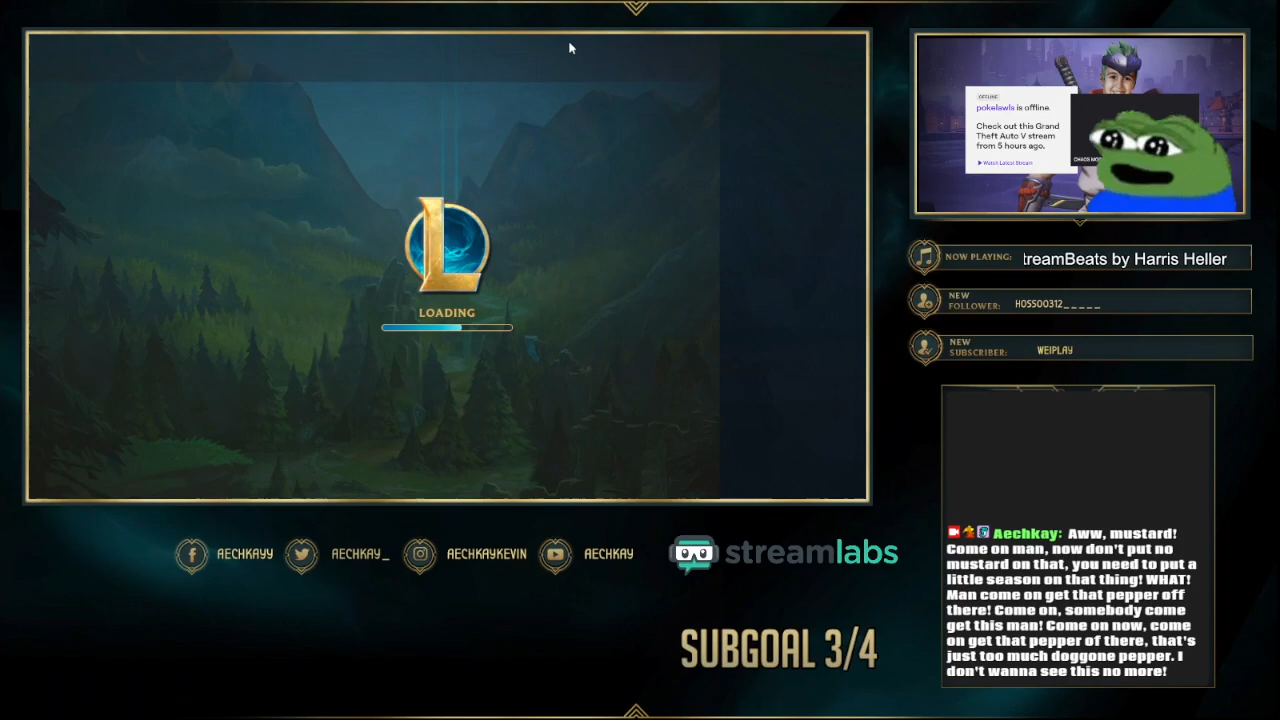 LOADING
OFFLINE
pokelawls is offline.
Check out this Grand
Theft Auto V stream
from 5 hours ago.
Watch Latest Stream
NOW PLAYING: treamBeats by Harris Heller
NEW
FOLLOWER: HOSSOO312_____
NEW
SUBSCRIBER: WEIPLAY
AECHKAYY AECHKAY_ AECHKAYKEVIN AECHKAY
streamlabs
SUBGOAL 3/4
Aechkay: Aww, mustard!
Come on man, now don't put no
mustard on that, you need to put a
little season on that thing! WHAT!
Man come on get that pepper off
there! Come on, somebody come
get this man! Come on now, come
on get that pepper of there, that's
just too much doggone pepper. I
don't wanna see this no more!